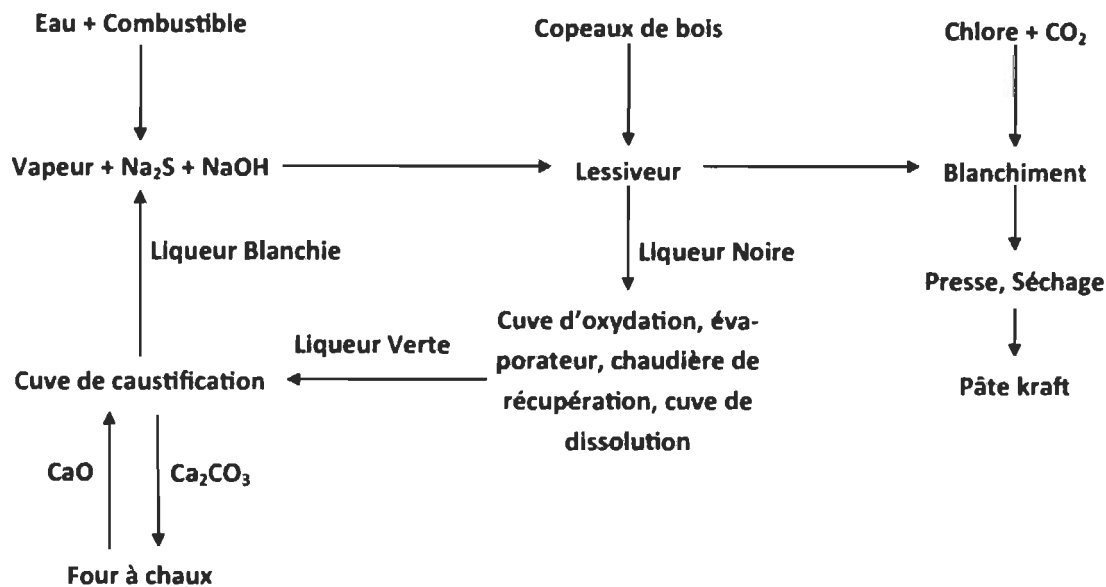 Eau + Combustible
Copeaux de bois
Chlore + CO₂
Vapeur + Na₂S + NaOH
Lessiveur
Blanchiment
Liqueur Blanchie
Liqueur Noire
Presse, Séchage
Cuve d'oxydation, éva-
porateur, chaudière de
récupération, cuve de
dissolution
Liqueur Verte
Cuve de caustification
Pâte kraft
CaO
Ca₂CO₃
Four à chaux